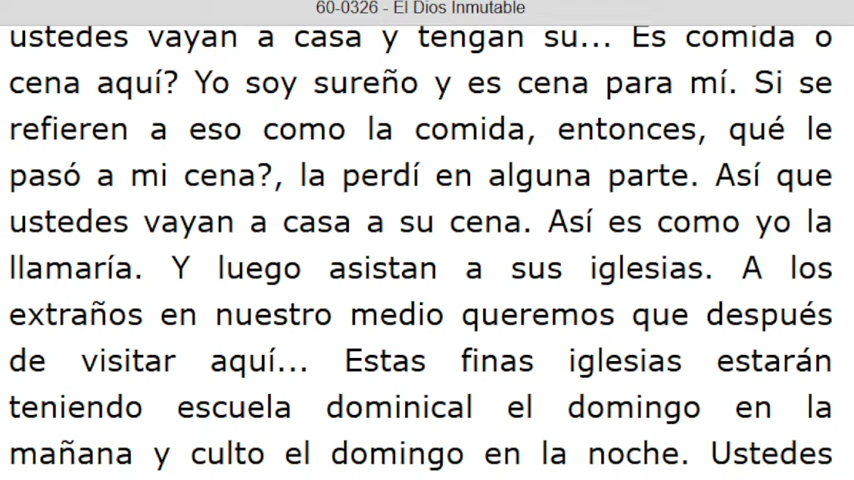 60-0326 - El Dios Inmutable
ustedes vayan a casa y tengan su... Es comida o
cena aquí? Yo soy sureño y es cena para mí. Si se
refieren a eso como la comida, entonces, qué le
pasó a mi cena?, la perdí en alguna parte. Así que
ustedes vayan a casa a su cena. Así es como yo la
llamaría. Y luego asistan a sus iglesias. A los
extraños en nuestro medio queremos que después
de visitar aquí... Estas finas iglesias estarán
teniendo escuela dominical el domingo en la
mañana y culto el domingo en la noche. Ustedes